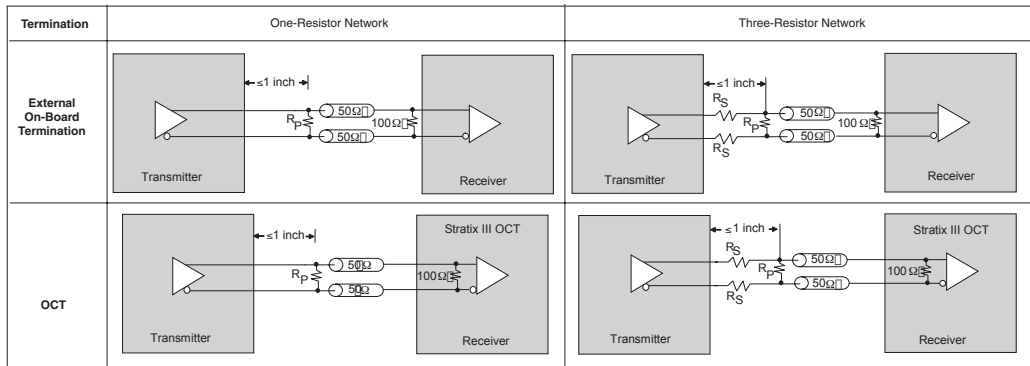 Termination
One-Resistor Network
Three-Resistor Network
External
On-Board
Termination
≤1 inch
50Ω
RP
100Ω
50Ω
Transmitter
Receiver
≤1 inch
RS
50Ω
RP
100Ω
RS
50Ω
Transmitter
Receiver
OCT
Stratix III OCT
≤1 inch
50Ω
RP
100Ω
50Ω
Transmitter
Receiver
Stratix III OCT
≤1 inch
RS
50Ω
RP
100Ω
RS
50Ω
Transmitter
Receiver